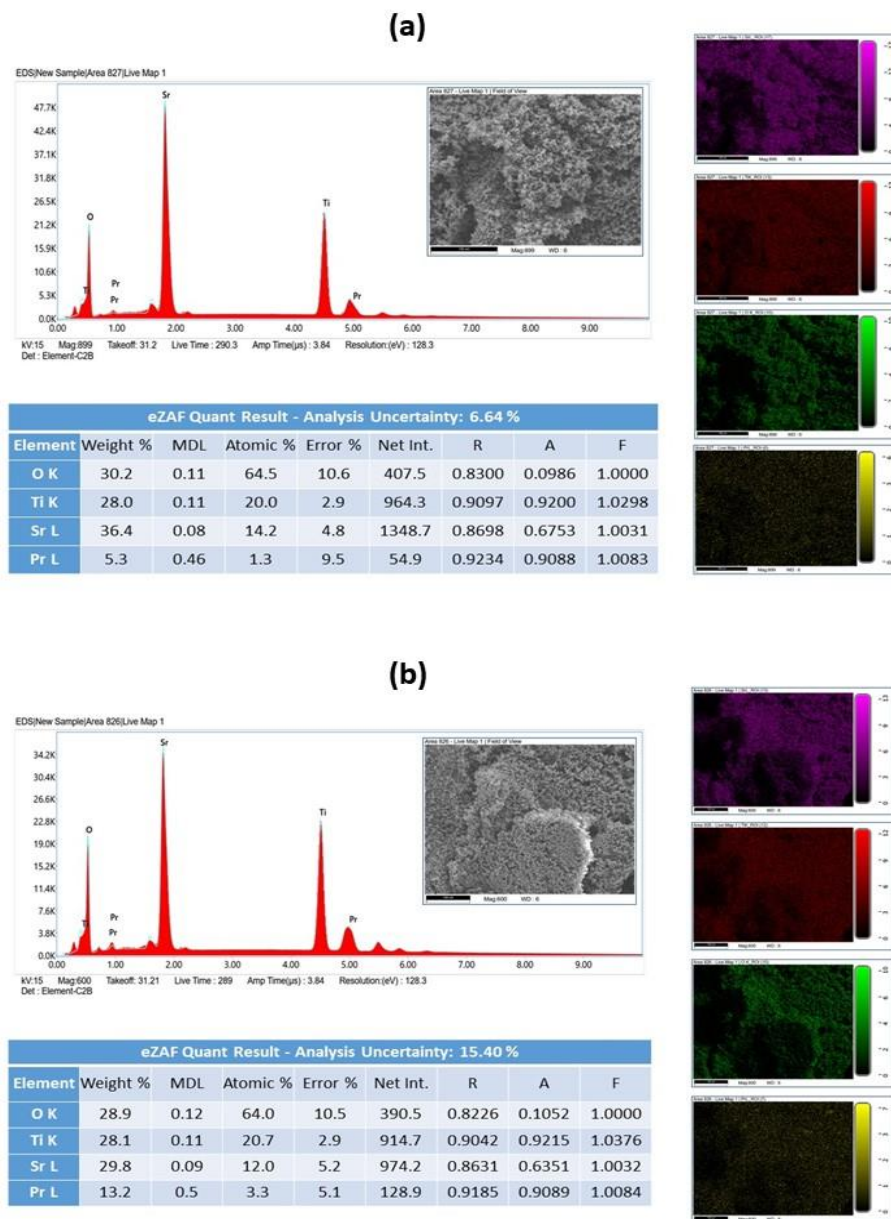 (a)
EDS|New Sample|Area 827|Live Map 1
47.7K
42.4K
37.1K
31.8K
26.5K
21.2K
15.9K
10.6K
5.3K
0.0K
O
Sr
Ti
Pr
Pr
Pr
0.00 1.00 2.00 3.00 4.00 5.00 6.00 7.00 8.00 9.00
Area 827 - Live Map 1 | Field of View
Mag:899 WD : 6
kV:15 Mag:899 Takeoff: 31.2 Live Time : 290.3 Amp Time(µs) : 3.84 Resolution:(eV) : 128.3
Det : Element-C2B
eZAF Quant Result - Analysis Uncertainty: 6.64 %
Element Weight % MDL Atomic % Error % Net Int. R A F
O K 30.2 0.11 64.5 10.6 407.5 0.8300 0.0986 1.0000
Ti K 28.0 0.11 20.0 2.9 964.3 0.9097 0.9200 1.0298
Sr L 36.4 0.08 14.2 4.8 1348.7 0.8698 0.6753 1.0031
Pr L 5.3 0.46 1.3 9.5 54.9 0.9234 0.9088 1.0083
(b)
EDS|New Sample|Area 826|Live Map 1
34.2K
30.4K
26.6K
22.8K
19.0K
15.2K
11.4K
7.6K
3.8K
0.0K
O
Ti
Sr
Ti
Pr
Pr
Pr
0.00 1.00 2.00 3.00 4.00 5.00 6.00 7.00 8.00 9.00
Area 826 - Live Map 1 | Field of View
Mag:600 WD : 6
kV:15 Mag:600 Takeoff: 31.21 Live Time : 289 Amp Time(µs) : 3.84 Resolution:(eV) : 128.3
Det : Element-C2B
eZAF Quant Result - Analysis Uncertainty: 15.40 %
Element Weight % MDL Atomic % Error % Net Int. R A F
O K 28.9 0.12 64.0 10.5 390.5 0.8226 0.1052 1.0000
Ti K 28.1 0.11 20.7 2.9 914.7 0.9042 0.9215 1.0376
Sr L 29.8 0.09 12.0 5.2 974.2 0.8631 0.6351 1.0032
Pr L 13.2 0.5 3.3 5.1 128.9 0.9185 0.9089 1.0084